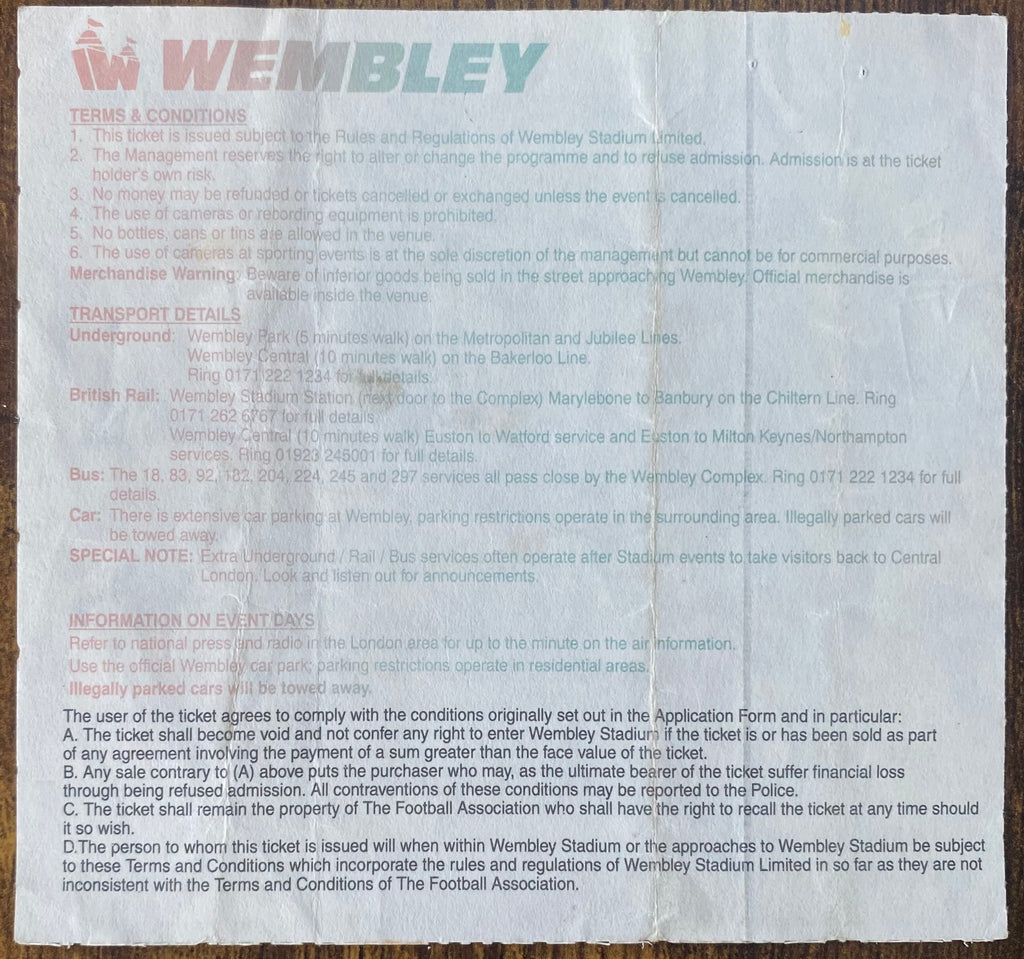 WEMBLEY
TERMS & CONDITIONS
1. This ticket is issued subject to the Rules and Regulations of Wembley Stadium Limited.
2. The Management reserves the right to alter or change the programme and to refuse admission. Admission is at the ticket
holder's own risk.
3. No money may be refunded or tickets cancelled or exchanged unless the event is cancelled.
4. The use of cameras or recording equipment is prohibited.
5. No bottles, cans or tins are allowed in the venue.
6. The use of cameras at sporting events is at the sole discretion of the management but cannot be for commercial purposes.
Merchandise Warning: Beware of inferior goods being sold in the street approaching Wembley. Official merchandise is
available inside the venue.
TRANSPORT DETAILS
Underground: Wembley Park (5 minutes walk) on the Metropolitan and Jubilee Lines.
Wembley Central (10 minutes walk) on the Bakerloo Line.
Ring 0171 222 1234 for full details.
British Rail: Wembley Stadium Station (next door to the Complex) Marylebone to Banbury on the Chiltern Line. Ring
0171 262 6767 for full details.
Wembley Central (10 minutes walk) Euston to Watford service and Euston to Milton Keynes/Northampton
services. Ring 01923 245001 for full details.
Bus: The 18, 83, 92, 182, 204, 224, 245 and 297 services all pass close by the Wembley Complex. Ring 0171 222 1234 for full
details.
Car: There is extensive car parking at Wembley, parking restrictions operate in the surrounding area. Illegally parked cars will
be towed away.
SPECIAL NOTE: Extra Underground / Rail / Bus services often operate after Stadium events to take visitors back to Central
London. Look and listen out for announcements.
INFORMATION ON EVENT DAYS
Refer to national press and radio in the London area for up to the minute on the air information.
Use the official Wembley car park; parking restrictions operate in residential areas.
Illegally parked cars will be towed away.
The user of the ticket agrees to comply with the conditions originally set out in the Application Form and in particular:
A. The ticket shall become void and not confer any right to enter Wembley Stadium if the ticket is or has been sold as part
of any agreement involving the payment of a sum greater than the face value of the ticket.
B. Any sale contrary to (A) above puts the purchaser who may, as the ultimate bearer of the ticket suffer financial loss
through being refused admission. All contraventions of these conditions may be reported to the Police.
C. The ticket shall remain the property of The Football Association who shall have the right to recall the ticket at any time should
it so wish.
D.The person to whom this ticket is issued will when within Wembley Stadium or the approaches to Wembley Stadium be subject
to these Terms and Conditions which incorporate the rules and regulations of Wembley Stadium Limited in so far as they are not
inconsistent with the Terms and Conditions of The Football Association.